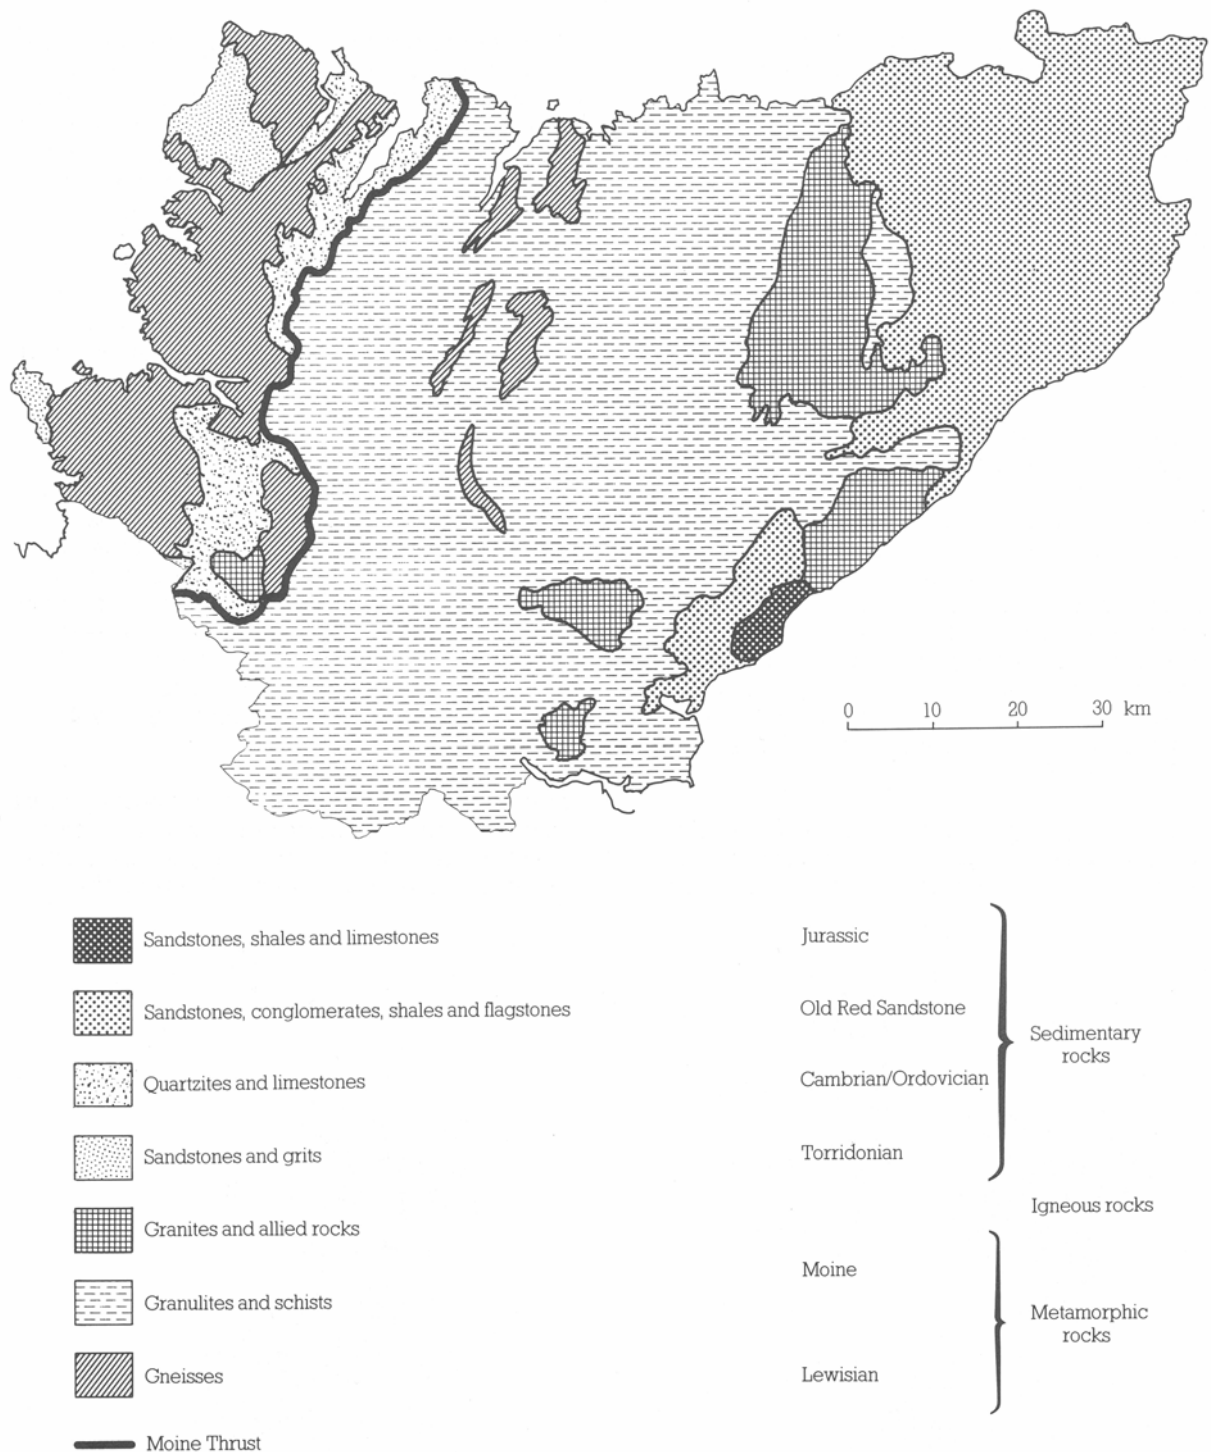 0 10 20 30 km
Sandstones, shales and limestones Jurassic
Sandstones, conglomerates, shales and flagstones Old Red Sandstone
Sedimentary
rocks
Quartzites and limestones Cambrian/Ordovician
Sandstones and grits Torridonian
Igneous rocks
Granites and allied rocks
Moine
Granulites and schists
Metamorphic
rocks
Gneisses Lewisian
Moine Thrust